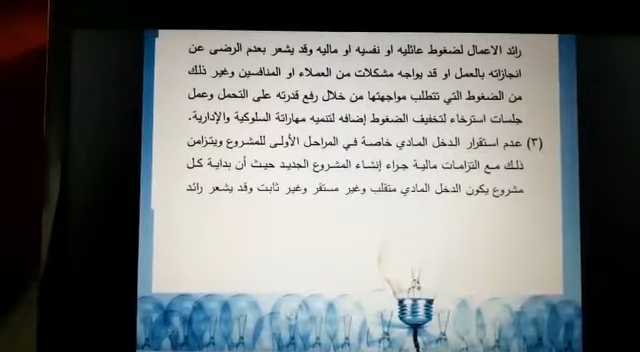 رائد الاعمال لضغوط عائليه او نفسيه او ماليه وقد يشعر بعدم الرضى عن
انجازاته بالعمل او قد يواجه مشكلات من العملاء او المنافسين وغير ذلك
من الضغوط التي تتطلب مواجهتها من خلال رفع قدرته على التحمل وعمل
جلسات استرخاء لتخفيف الضغوط إضافه لتنميه مهاراتة السلوكية والإدارية.
(٣) عدم استقرار الدخل المادي خاصة في المراحل الأولى للمشروع ويتزامن
ذلك مع التزامات مالية جراء إنشاء المشروع الجديد حيث أن بداية كل
مشروع يكون الدخل المادي متقلب وغير مستقر وغير ثابت وقد يشعر رائد